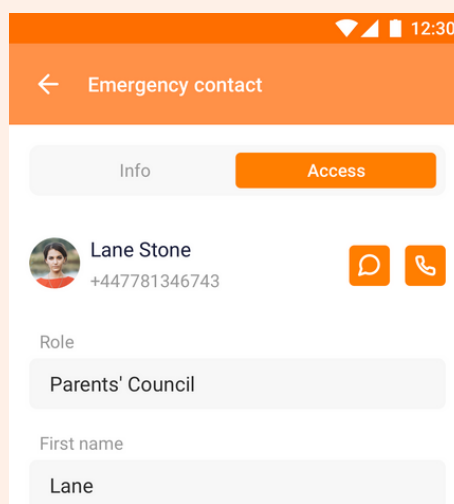 12:30
Emergency contact
Info
Access
Lane Stone
+447781346743
Role
Parents' Council
First name
Lane